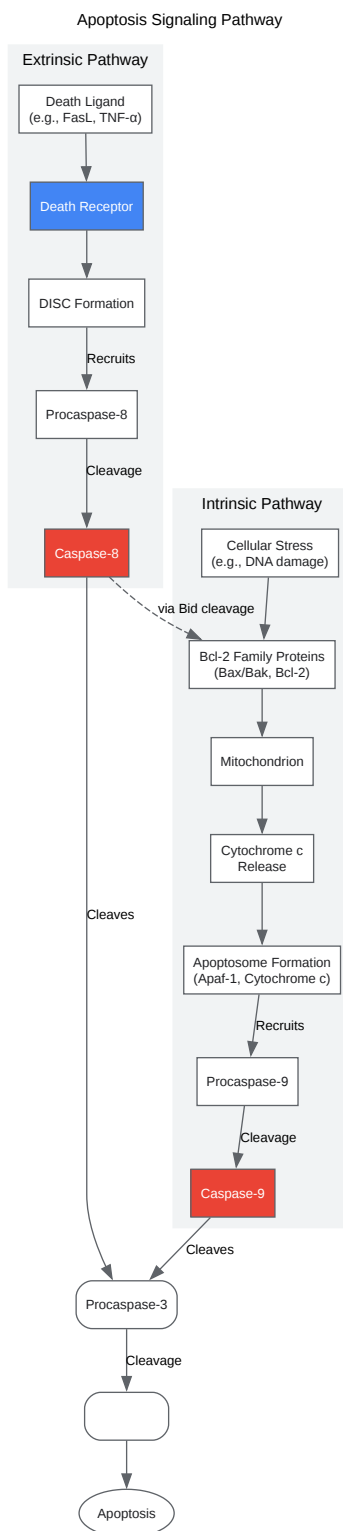 Apoptosis Signaling Pathway
Extrinsic Pathway
Death Ligand
(e.g., FasL, TNF-α)
Death Receptor
DISC Formation
Recruits
Procaspase-8
Cleavage
Caspase-8
Intrinsic Pathway
Cellular Stress
(e.g., DNA damage)
via Bid cleavage
Bcl-2 Family Proteins
(Bax/Bak, Bcl-2)
Mitochondrion
Cytochrome c
Release
Cleaves
Apoptosome Formation
(Apaf-1, Cytochrome c)
Recruits
Procaspase-9
Cleavage
Caspase-9
Cleaves
Procaspase-3
Cleavage
Apoptosis